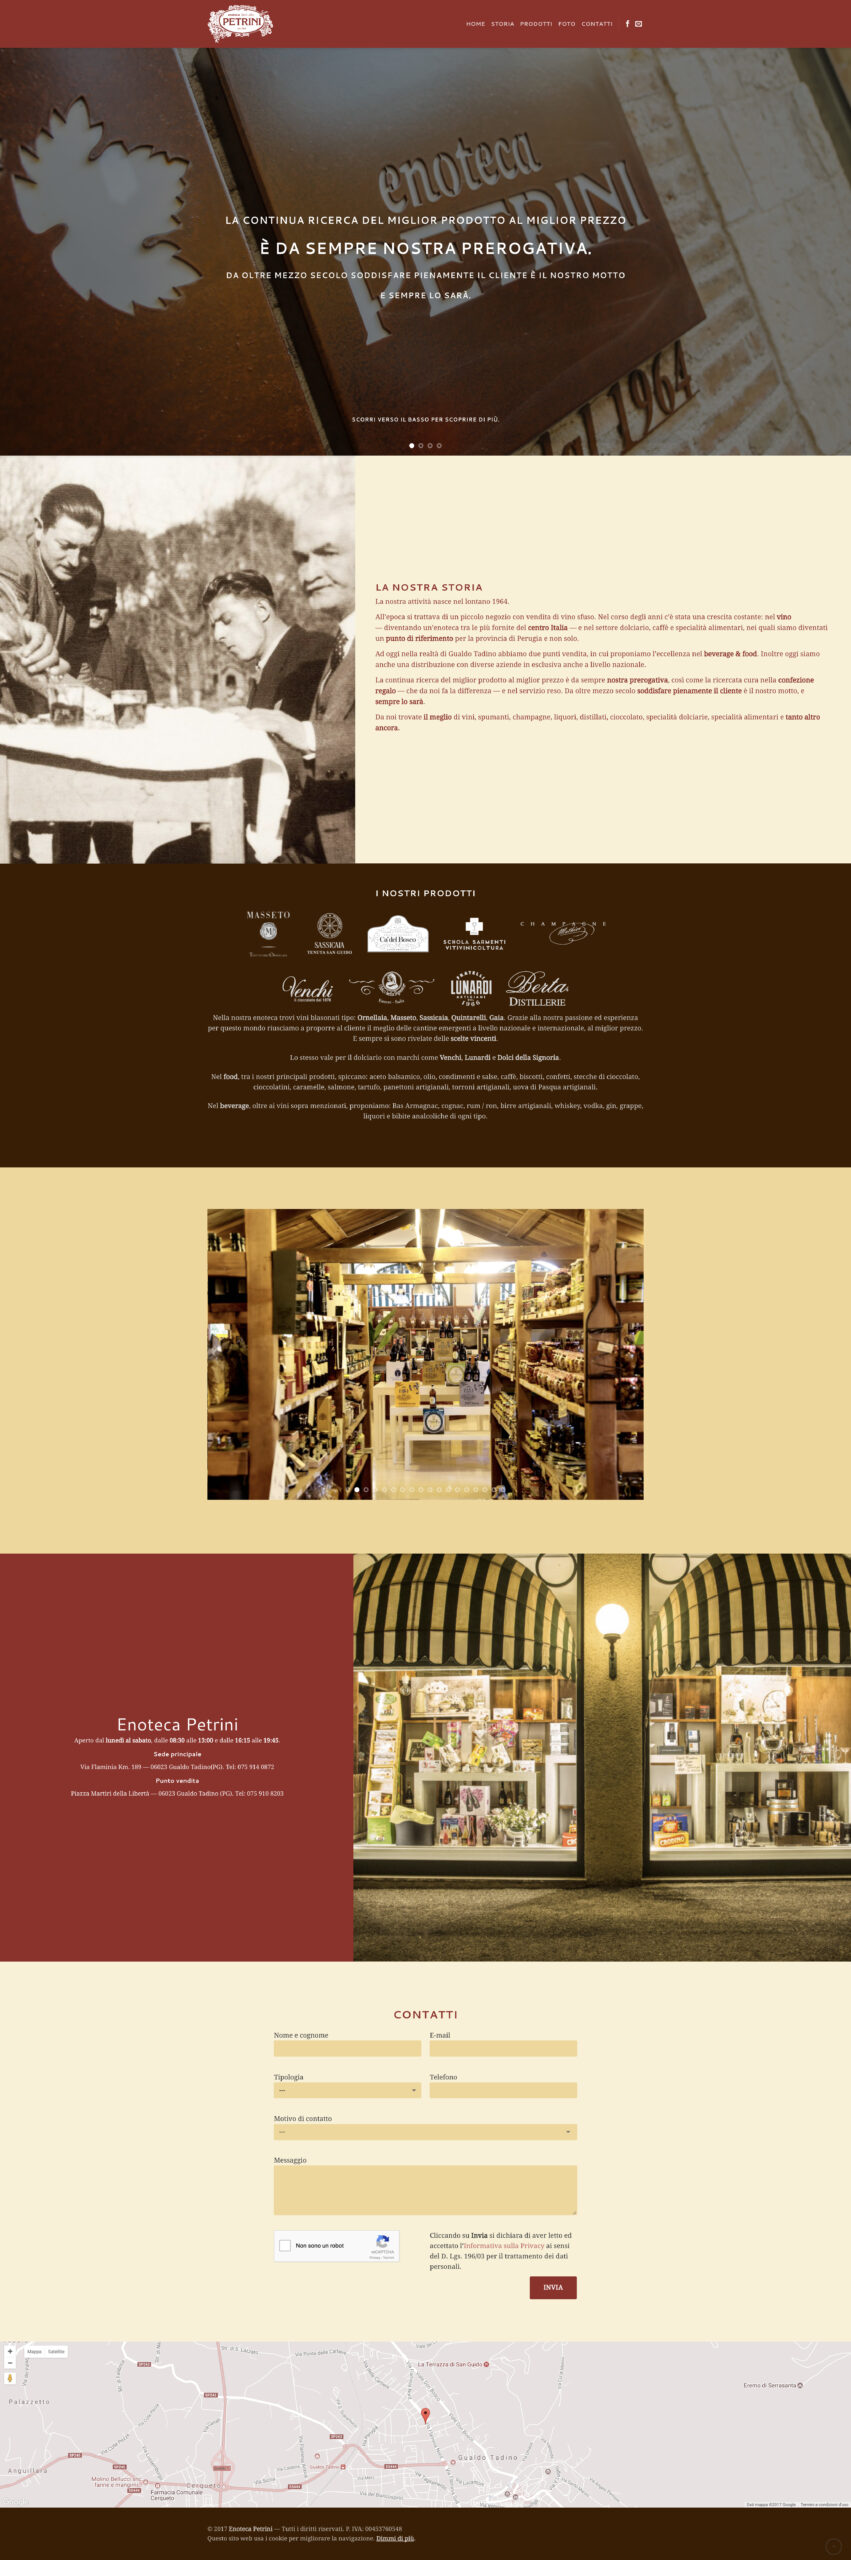 PETRINI
HOME STORIA PRODOTTI FOTO CONTATTI
enoteca
PETRINI
1964
LA CONTINUA RICERCA DEL MIGLIOR PRODOTTO AL MIGLIOR PREZZO
È DA SEMPRE NOSTRA PREROGATIVA.
DA OLTRE MEZZO SECOLO SODDISFARE PIENAMENTE IL CLIENTE È IL NOSTRO MOTTO
E SEMPRE LO SARÀ.
SCORRI VERSO IL BASSO PER SCOPRIRE DI PIÙ.
LA NOSTRA STORIA
La nostra attività nasce nel lontano 1964.
All'epoca si trattava di un piccolo negozio con vendita di vino sfuso. Nel corso degli anni c'è stata una crescita costante: nel vino
— diventando un'enoteca tra le più fornite del centro Italia — e nel settore dolciario, caffè e specialità alimentari, nei quali siamo diventati
un punto di riferimento per la provincia di Perugia e non solo.
Ad oggi nella realtà di Gualdo Tadino abbiamo due punti vendita, in cui proponiamo l'eccellenza nel beverage & food. Inoltre oggi siamo
anche una distribuzione con diverse aziende in esclusiva anche a livello nazionale.
La continua ricerca del miglior prodotto al miglior prezzo è da sempre nostra prerogativa, così come la ricercata cura nella confezione
regalo — che da noi fa la differenza — e nel servizio reso. Da oltre mezzo secolo soddisfare pienamente il cliente è il nostro motto, e
sempre lo sarà.
Da noi trovate il meglio di vini, spumanti, champagne, liquori, distillati, cioccolato, specialità dolciarie, specialità alimentari e tanto altro
ancora.
I NOSTRI PRODOTTI
MASSETO
SASSICAIA
TENUTA SAN GUIDO
Ca'del Bosco
SCHOLA SARMENTI
VITIVINICOLTURA
CHAMPAGNE
Venchi
il cioccolato dal 1878
FRATELLI
LUNARDI
ARTIGIANI
1966
Berta
DISTILLERIE
Nella nostra enoteca trovi vini blasonati tipo: Ornellaia, Masseto, Sassicaia, Quintarelli, Gaia. Grazie alla nostra passione ed esperienza
per questo mondo riusciamo a proporre al cliente il meglio delle cantine emergenti a livello nazionale e internazionale, al miglior prezzo.
E sempre si sono rivelate delle scelte vincenti.
Lo stesso vale per il dolciario con marchi come Venchi, Lunardi e Dolci della Signoria.
Nel food, tra i nostri principali prodotti, spiccano: aceto balsamico, olio, condimenti e salse, caffè, biscotti, confetti, stecche di cioccolato,
cioccolatini, caramelle, salmone, tartufo, panettoni artigianali, torroni artigianali, uova di Pasqua artigianali.
Nel beverage, oltre ai vini sopra menzionati, proponiamo: Bas Armagnac, cognac, rum / ron, birre artigianali, whiskey, vodka, gin, grappe,
liquori e bibite analcoliche di ogni tipo.
Enoteca Petrini
Aperto dal lunedì al sabato, dalle 08:30 alle 13:00 e dalle 16:15 alle 19:45.
Sede principale
Via Flaminia Km. 189 — 06023 Gualdo Tadino(PG). Tel: 075 914 0872
Punto vendita
Piazza Martiri della Libertà — 06023 Gualdo Tadino (PG). Tel: 075 910 8203
CRODINO
CONTATTI
Nome e cognome
E-mail
Tipologia
Telefono
---
Motivo di contatto
---
Messaggio
Non sono un robot
reCAPTCHA
Privacy - Termini
Cliccando su Invia si dichiara di aver letto ed
accettato l'Informativa sulla Privacy ai sensi
del D. Lgs. 196/03 per il trattamento dei dati
personali.
INVIA
Mappa Satellite
La Terrazza di San Guido
Eremo di Serrasanta
Palazzetto
Anguillara
Gualdo Tadino
Molino Bellucci snc
farine e mangimi
Cerqueto
Farmacia Comunale
Cerqueto
Google
Dati mappa ©2017 Google Termini e condizioni d'uso
© 2017 Enoteca Petrini — Tutti i diritti riservati. P. IVA: 00453760548
Questo sito web usa i cookie per migliorare la navigazione. Dimmi di più.